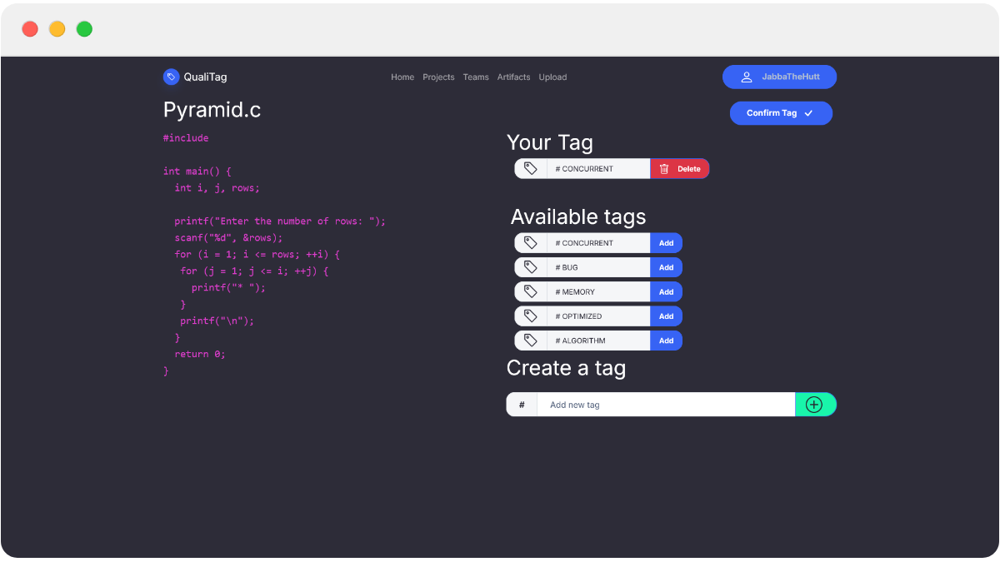 QualiTag
Home Projects Teams Artifacts Upload
JabbaTheHutt
Pyramid.c
Confirm Tag
#include
int main() {
int i, j, rows;
printf("Enter the number of rows: ");
scanf("%d", &rows);
for (i = 1; i <= rows; ++i) {
for (j = 1; j <= i; ++j) {
printf("* ");
}
printf("\n");
}
return 0;
}
Your Tag
# CONCURRENT Delete
Available tags
# CONCURRENT Add
# BUG Add
# MEMORY Add
# OPTIMIZED Add
# ALGORITHM Add
Create a tag
# Add new tag